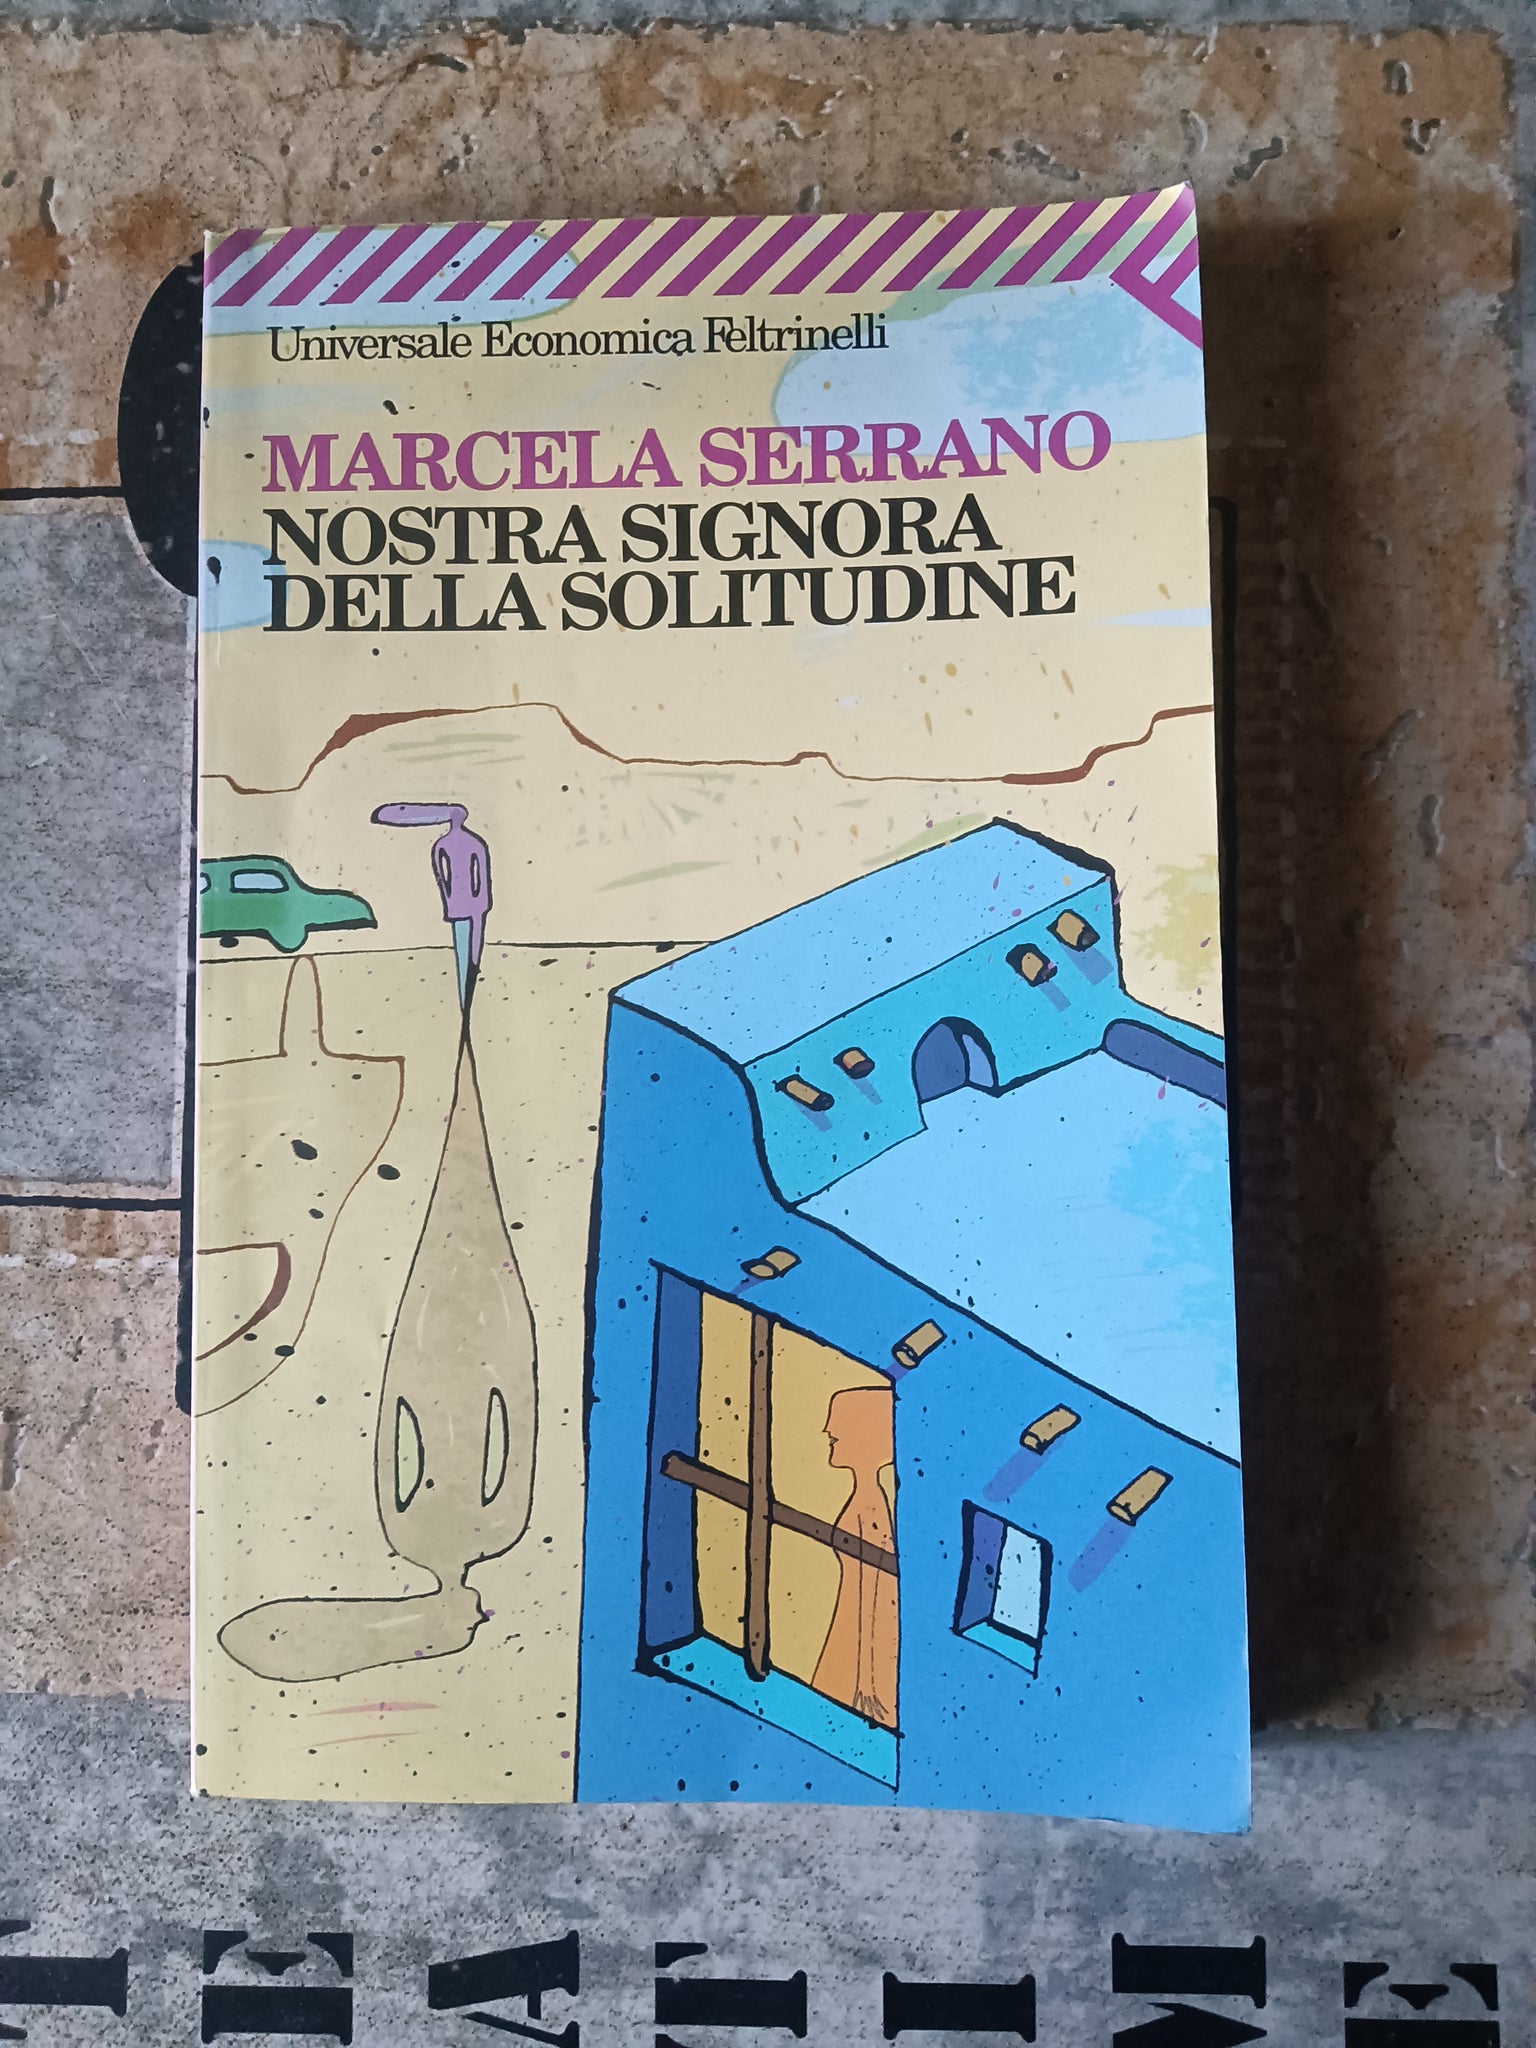 Universale Economica Feltrinelli
MARCELA SERRANO
NOSTRA SIGNORA
DELLA SOLITUDINE